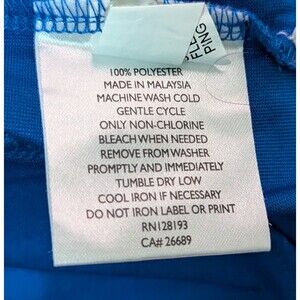 PING
100% POLYESTER
MADE IN MALAYSIA
MACHINE WASH COLD
GENTLE CYCLE
ONLY NON-CHLORINE
BLEACH WHEN NEEDED
REMOVE FROM WASHER
PROMPTLY AND IMMEDIATELY
TUMBLE DRY LOW
COOL IRON IF NECESSARY
DO NOT IRON LABEL OR PRINT
RN128193
CA# 26689